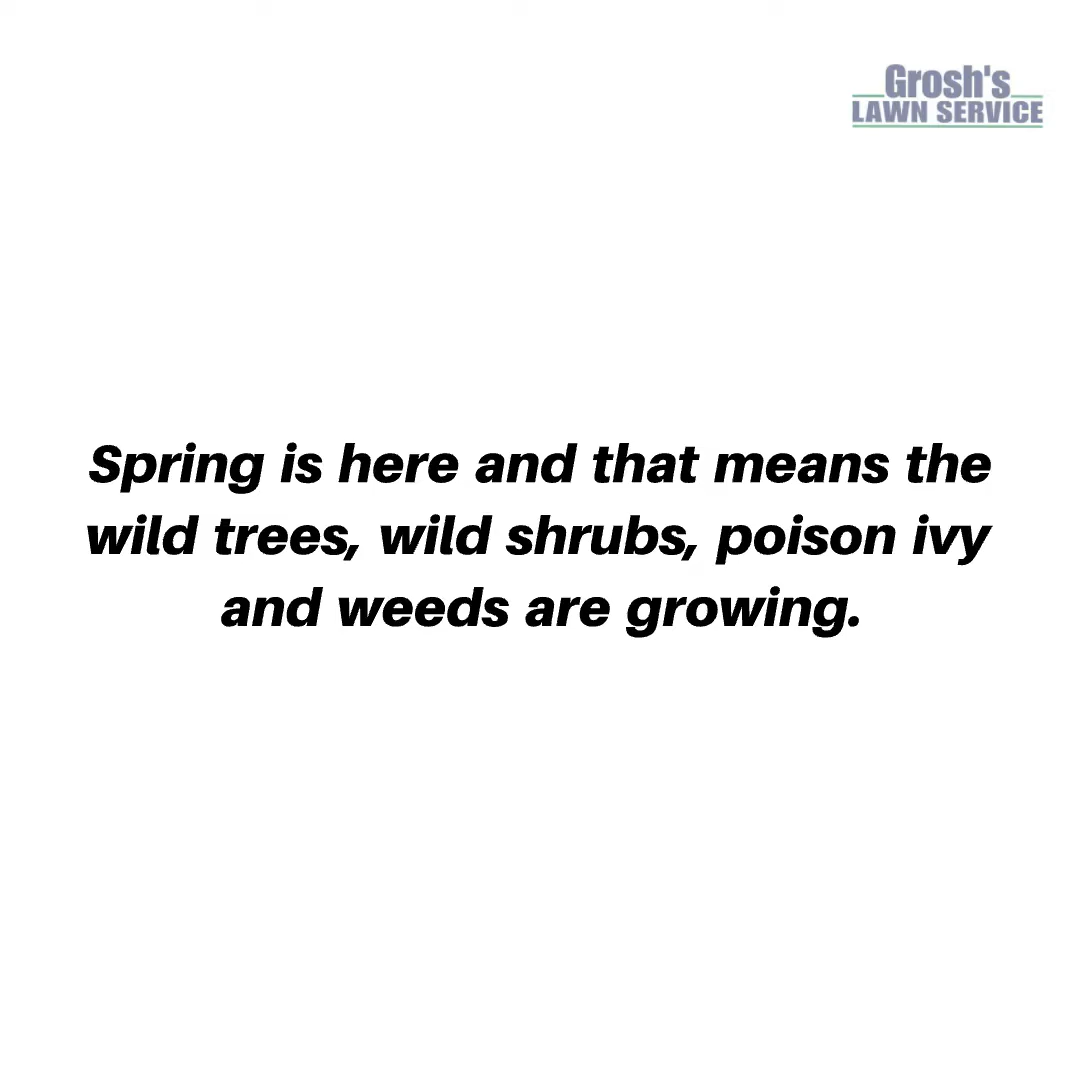 Grosh's
LAWN SERVICE
Spring is here and that means the
wild trees, wild shrubs, poison ivy
and weeds are growing.